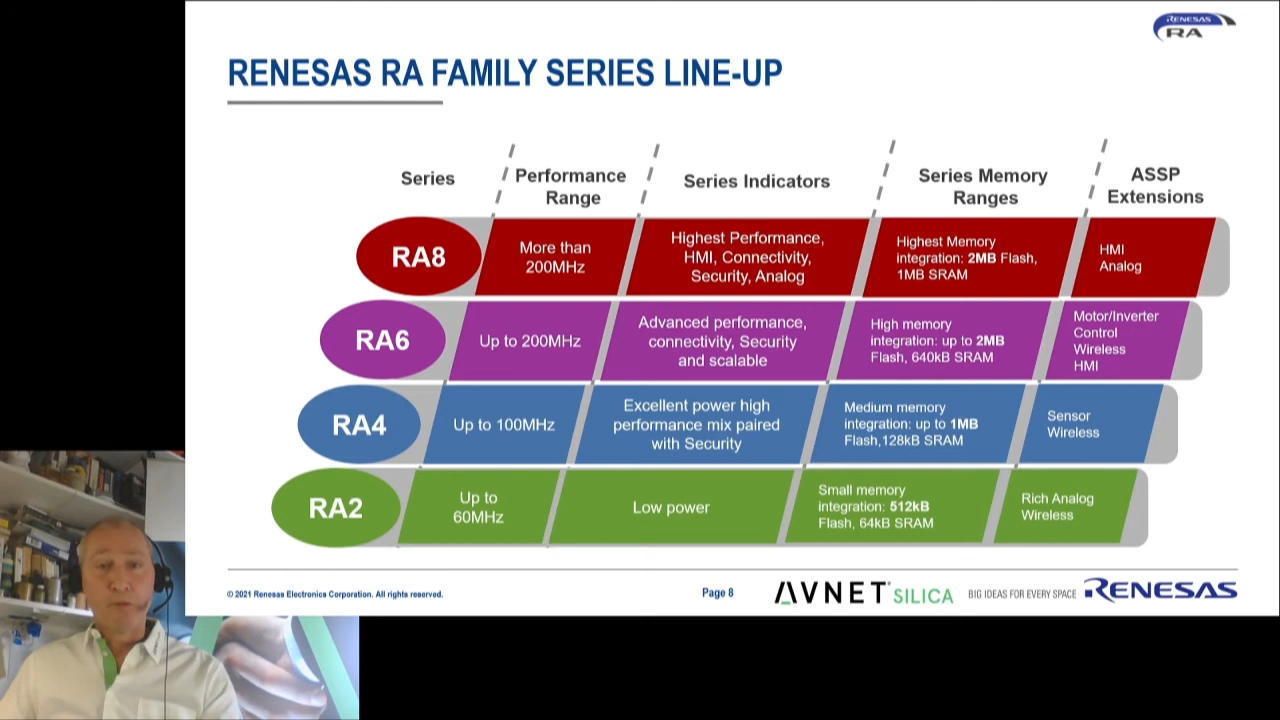 RENESAS
RA
RENESAS RA FAMILY SERIES LINE-UP
Series
Performance
Range
Series Indicators
Series Memory
Ranges
ASSP
Extensions
RA8
More than
200MHz
Highest Performance,
HMI, Connectivity,
Security, Analog
Highest Memory
integration: 2MB Flash,
1MB SRAM
HMI
Analog
RA6
Up to 200MHz
Advanced performance,
connectivity, Security
and scalable
High memory
integration: up to 2MB
Flash, 640kB SRAM
Motor/Inverter
Control
Wireless
HMI
RA4
Up to 100MHz
Excellent power high
performance mix paired
with Security
Medium memory
integration: up to 1MB
Flash,128kB SRAM
Sensor
Wireless
RA2
Up to
60MHz
Low power
Small memory
integration: 512kB
Flash, 64kB SRAM
Rich Analog
Wireless
© 2021 Renesas Electronics Corporation. All rights reserved.
Page 8
AVNET SILICA
BIG IDEAS FOR EVERY SPACE
RENESAS